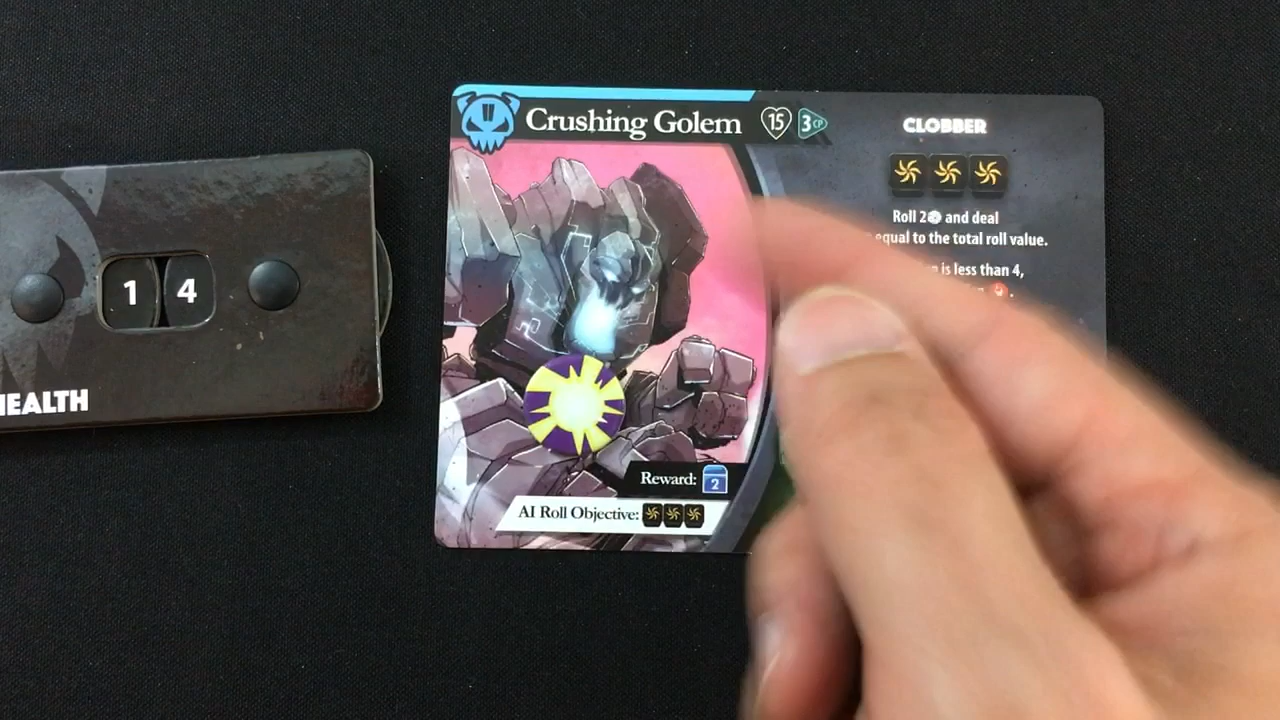 Crushing Golem 15 3 CP
CLOBBER
Roll 2 and deal
equal to the total roll value.
is less than 4,
1 4
HEALTH
Reward: 2
AI Roll Objective: